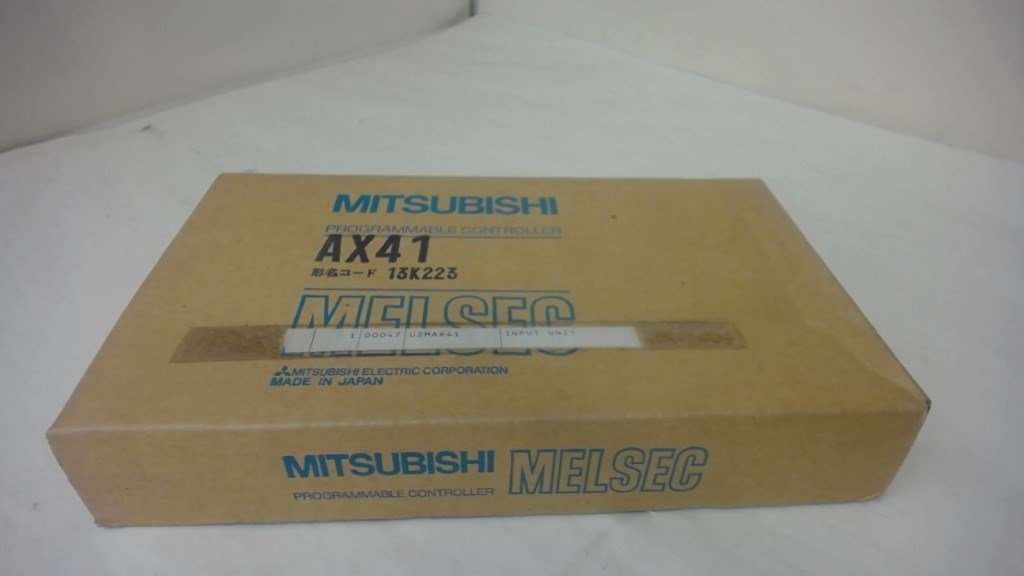 MITSUBISHI
PROGRAMMABLE CONTROLLER
AX41
形名コード 13K223
MELSEC
1 00047 U2MAX41 INPUT UNIT
MITSUBISHI ELECTRIC CORPORATION
MADE IN JAPAN
MITSUBISHI MELSEC
PROGRAMMABLE CONTROLLER